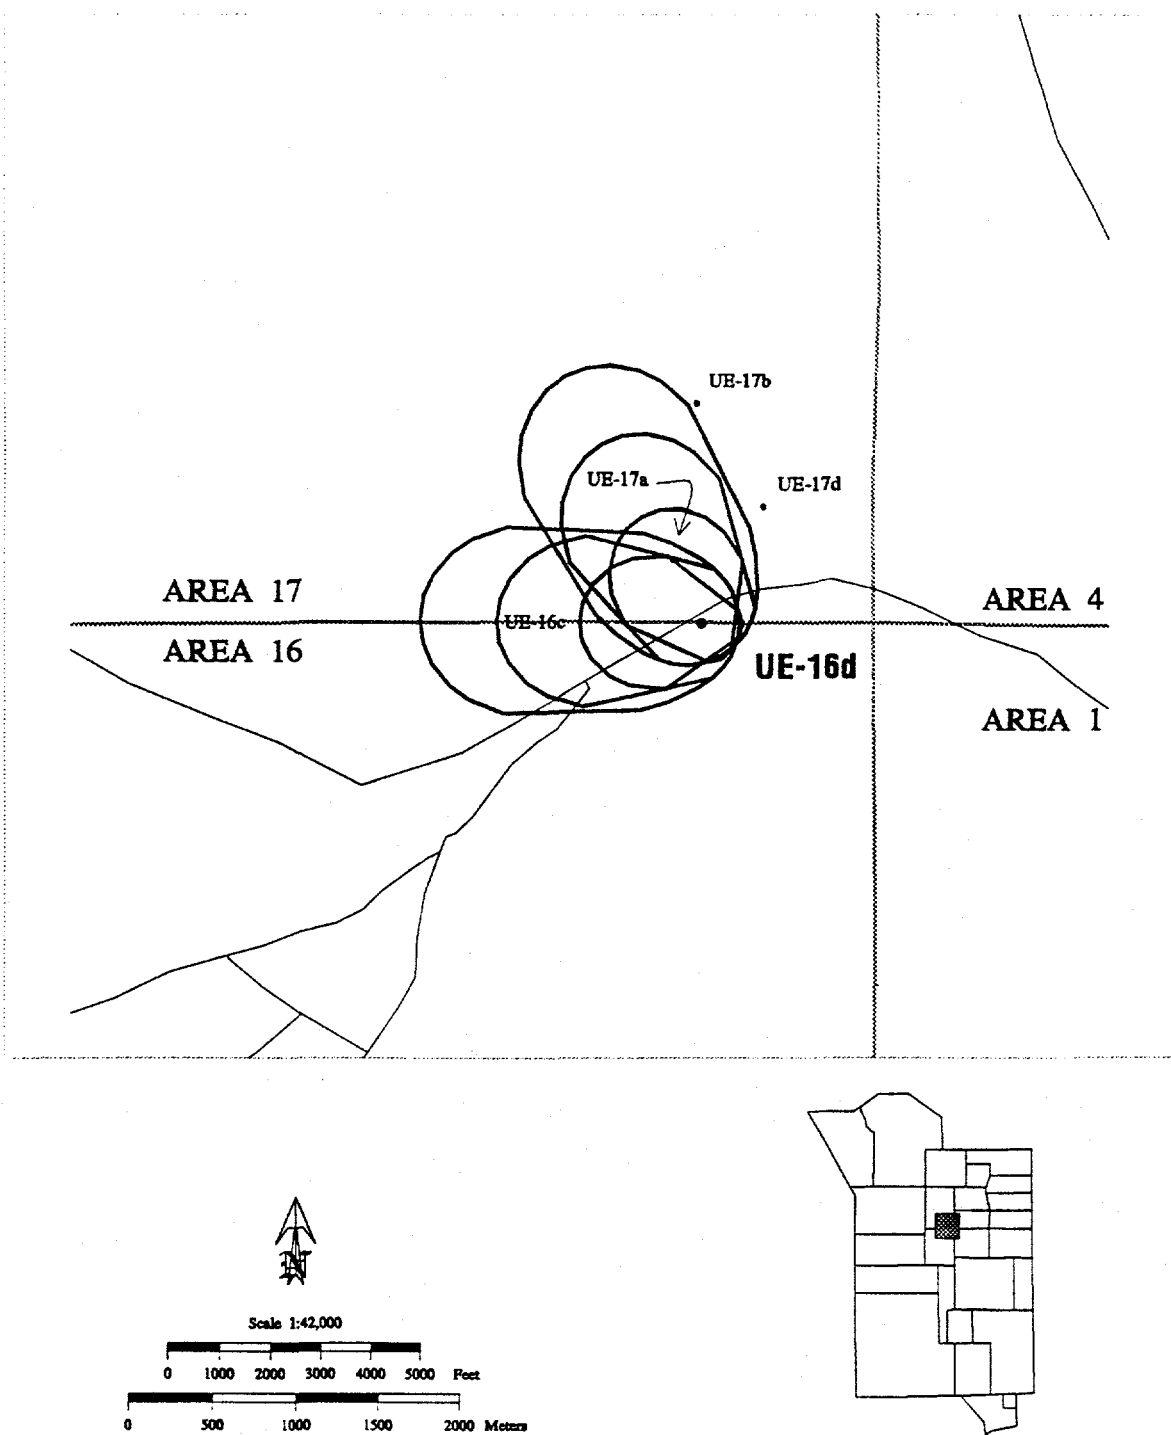 UE-17b
UE-17a
UE-17d
AREA 17
AREA 4
UE-16c
AREA 16
UE-16d
AREA 1
N
Scale 1:42,000
0 1000 2000 3000 4000 5000 Feet
0 500 1000 1500 2000 Meters